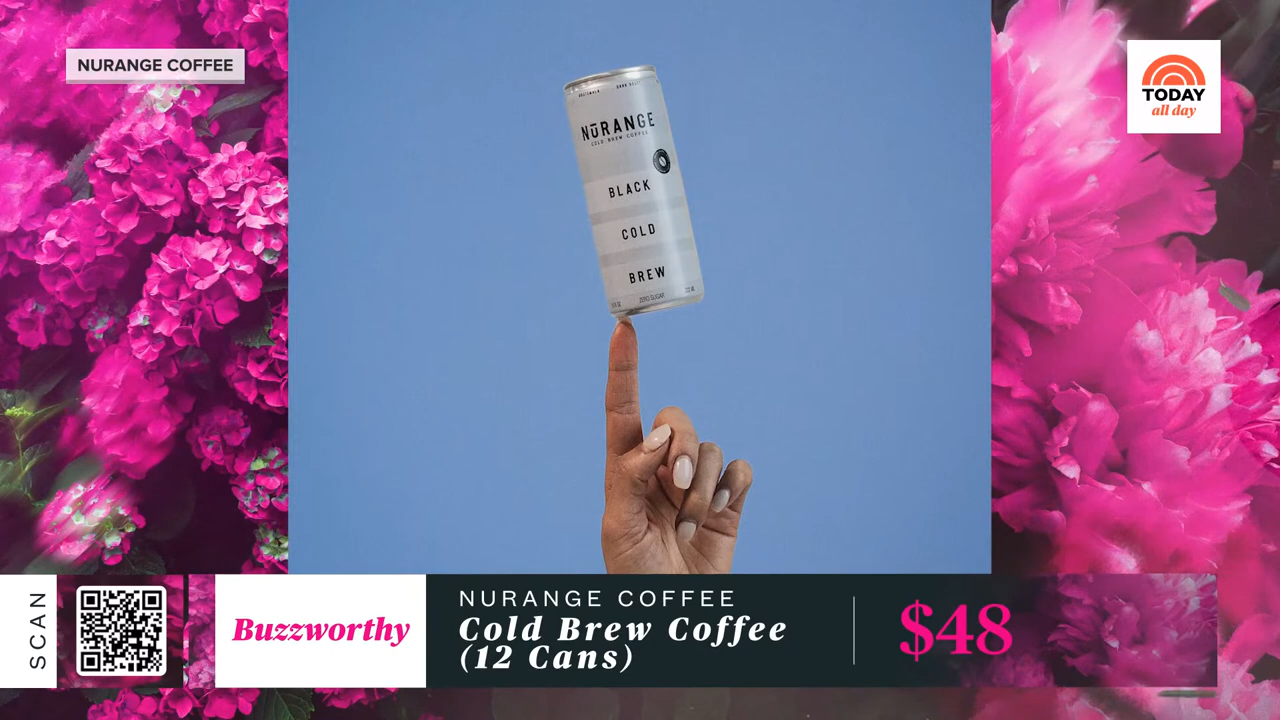 NURANGE COFFEE
TODAY
all day
NŪRANGE
COLD BREW COFFEE
BLACK
COLD
BREW
ZERO SUGAR
SCAN
Buzzworthy
NURANGE COFFEE
Cold Brew Coffee
(12 Cans)
$48